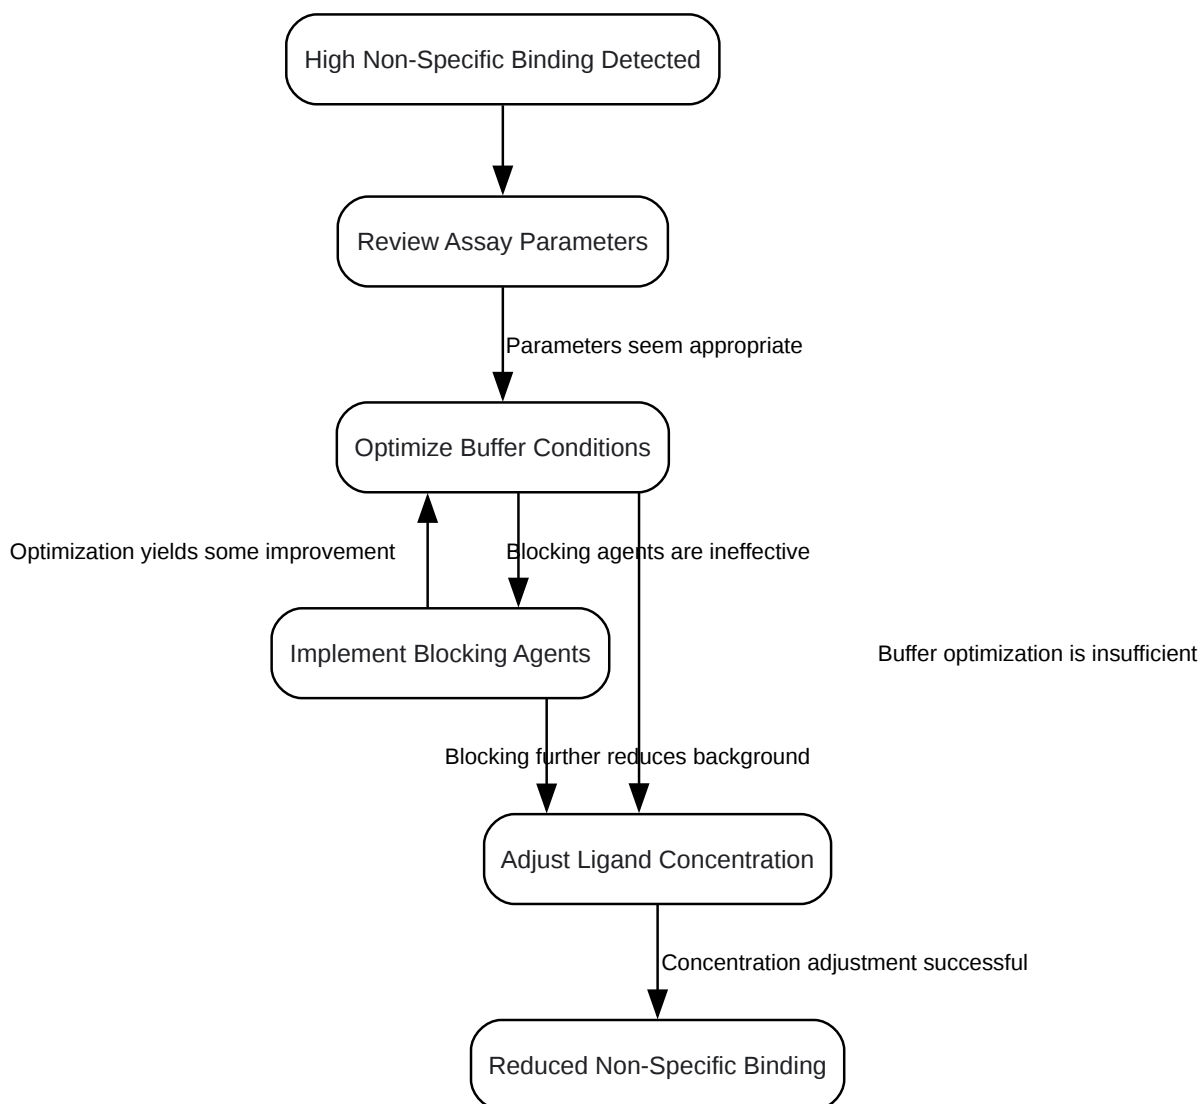 High Non-Specific Binding Detected
Review Assay Parameters
Parameters seem appropriate
Optimize Buffer Conditions
Optimization yields some improvement
Blocking agents are ineffective
Implement Blocking Agents
Buffer optimization is insufficient
Blocking further reduces background
Adjust Ligand Concentration
Concentration adjustment successful
Reduced Non-Specific Binding